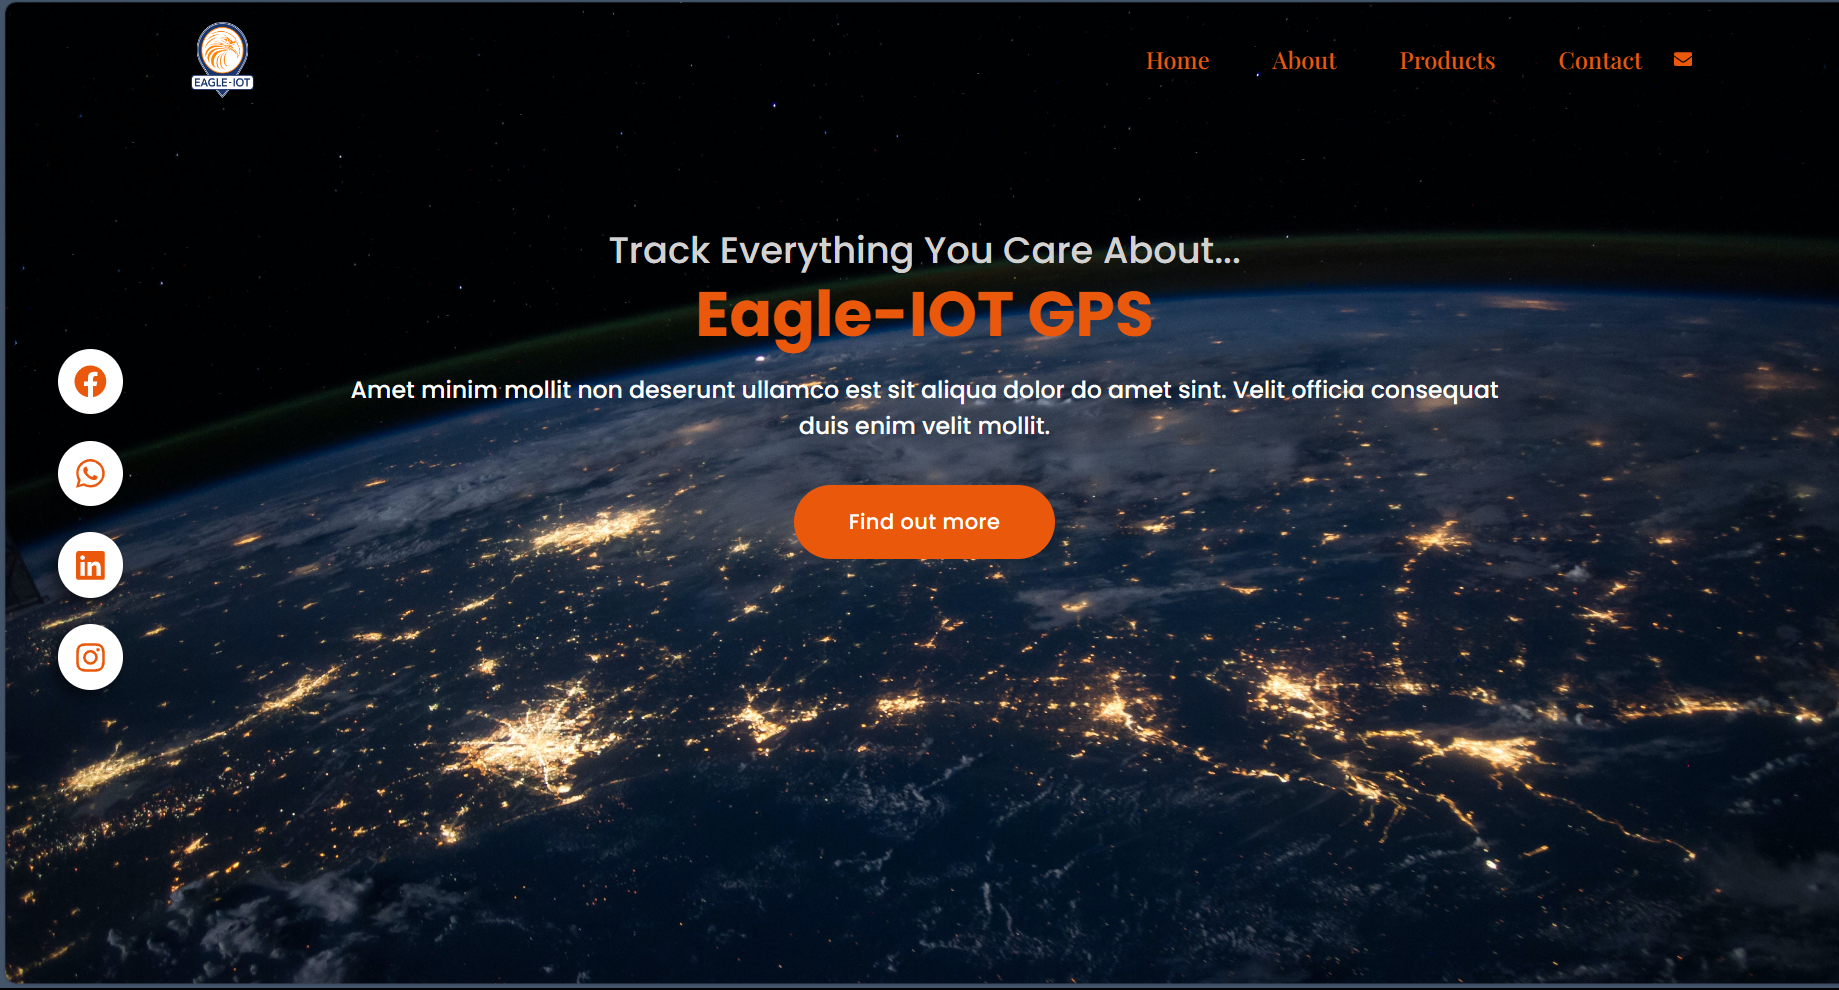 EAGLE-IOT
Home About Products Contact
Track Everything You Care About...
Eagle-IOT GPS
Amet minim mollit non deserunt ullamco est sit aliqua dolor do amet sint. Velit officia consequat
duis enim velit mollit.
Find out more